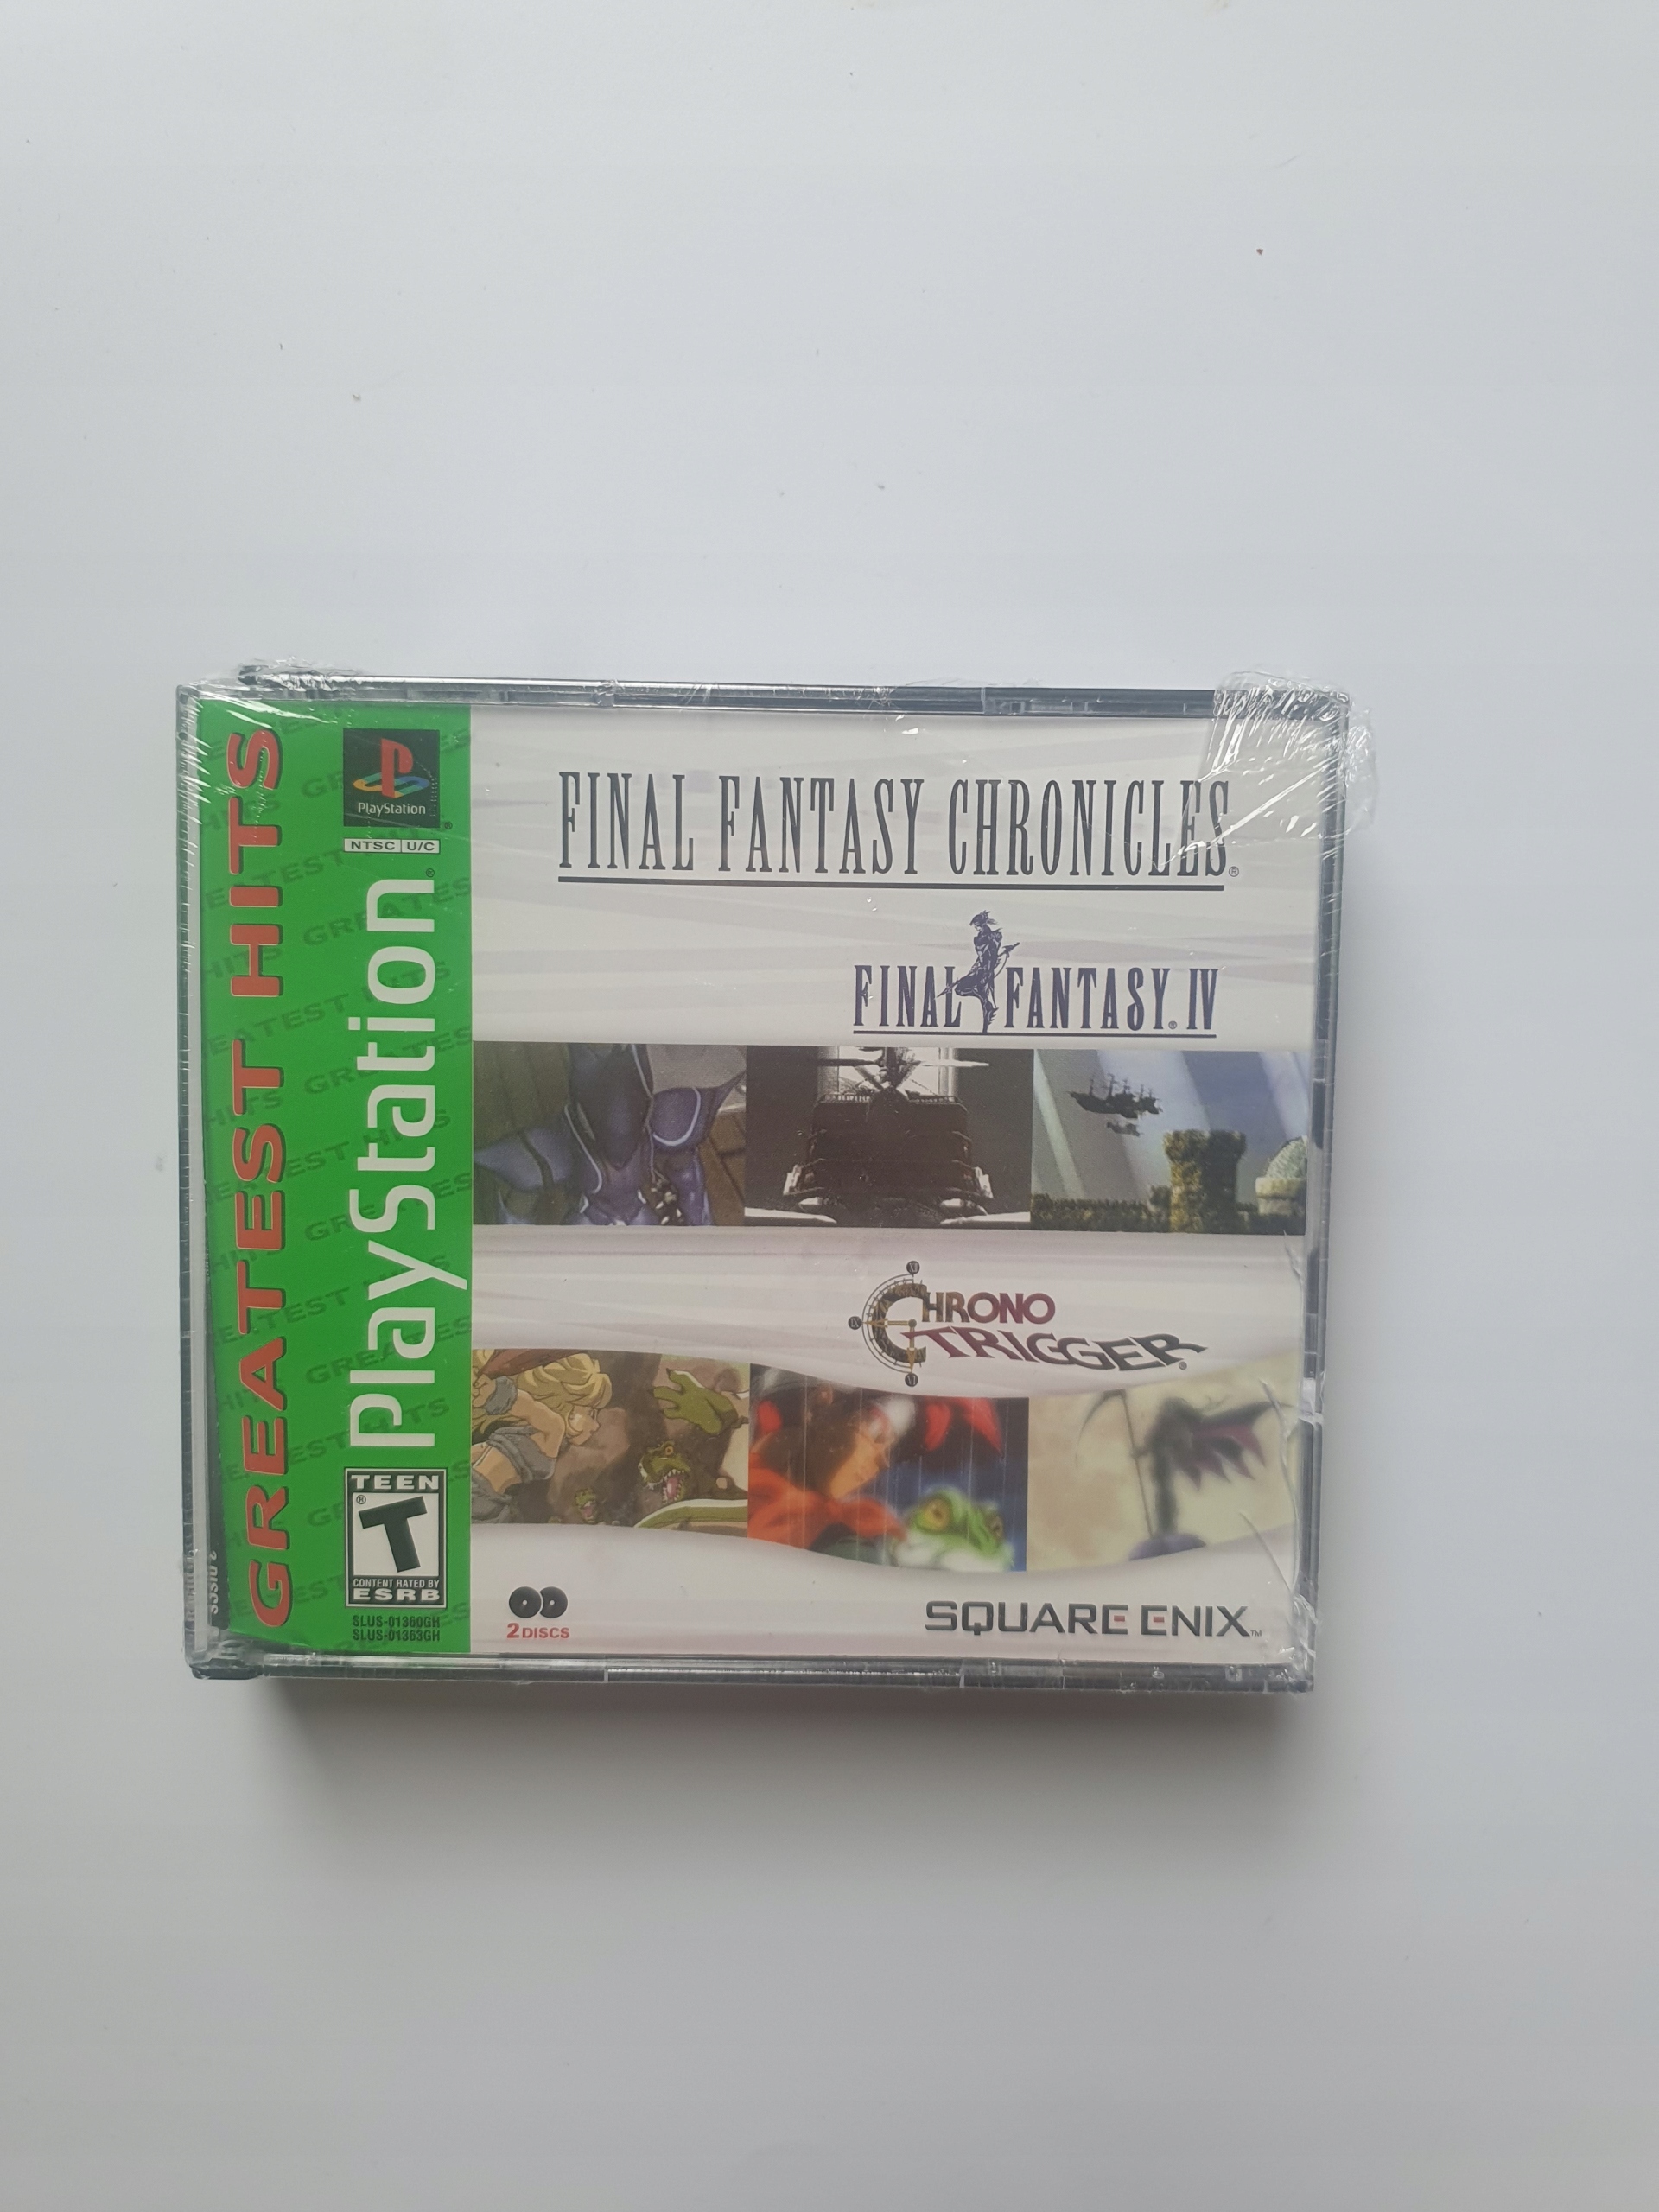 GREATEST HITS
PlayStation
NTSC U/C
PlayStation®
TEEN
T
CONTENT RATED BY
ESRB
SLUS-01360GH
SLUS-01363GH
FINAL FANTASY CHRONICLES®
FINAL FANTASY® IV
CHRONO
TRIGGER®
2 DISCS
SQUARE ENIX™